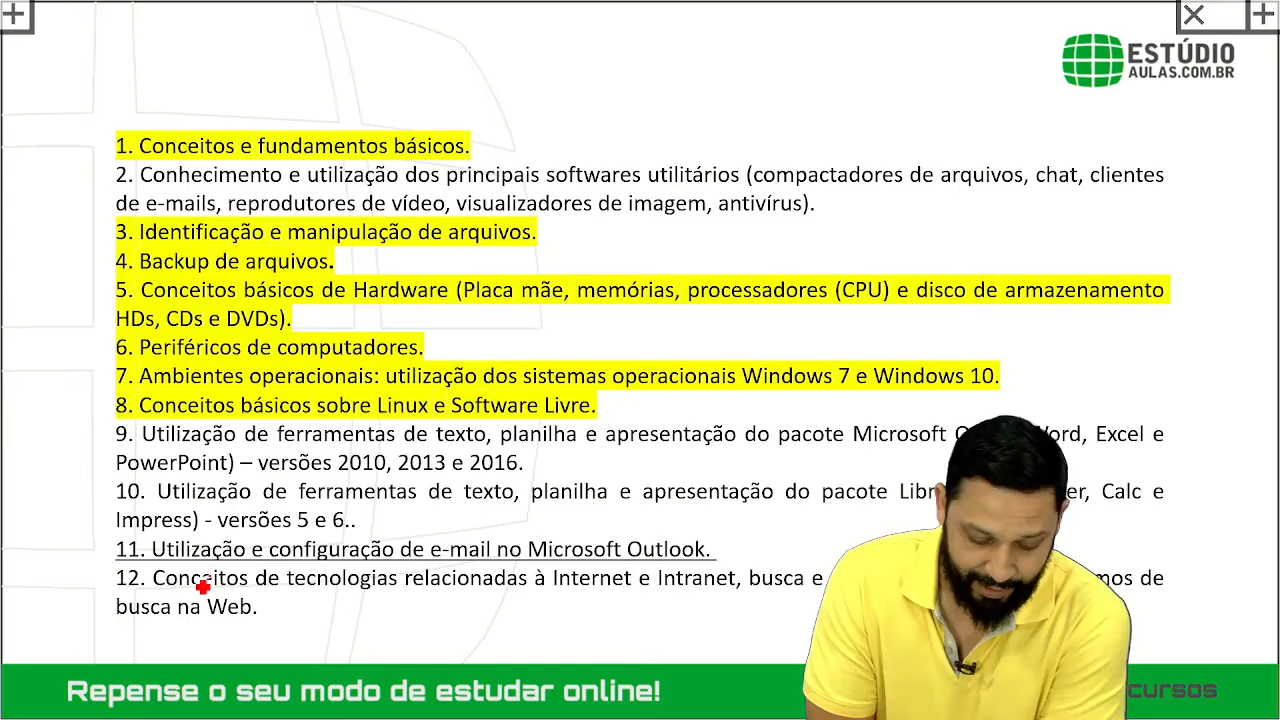 ESTÚDIO
AULAS.COM.BR
1. Conceitos e fundamentos básicos.
2. Conhecimento e utilização dos principais softwares utilitários (compactadores de arquivos, chat, clientes
de e-mails, reprodutores de vídeo, visualizadores de imagem, antivírus).
3. Identificação e manipulação de arquivos.
4. Backup de arquivos.
5. Conceitos básicos de Hardware (Placa mãe, memórias, processadores (CPU) e disco de armazenamento
HDs, CDs e DVDs).
6. Periféricos de computadores.
7. Ambientes operacionais: utilização dos sistemas operacionais Windows 7 e Windows 10.
8. Conceitos básicos sobre Linux e Software Livre.
9. Utilização de ferramentas de texto, planilha e apresentação do pacote Microsoft Excel e
PowerPoint) – versões 2010, 2013 e 2016.
10. Utilização de ferramentas de texto, planilha e apresentação do pacote Calc e
Impress) - versões 5 e 6..
11. Utilização e configuração de e-mail no Microsoft Outlook.
12. Conceitos de tecnologias relacionadas à Internet e Intranet, busca e de
busca na Web.
Repense o seu modo de estudar online!
cursos